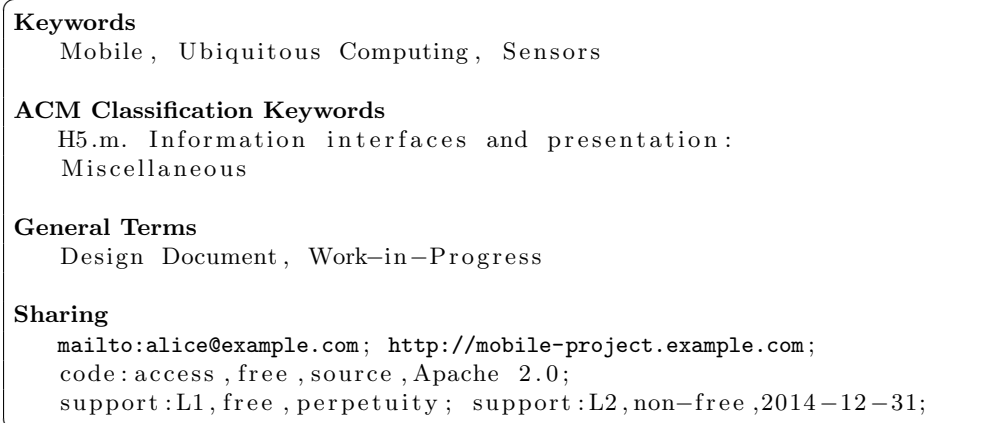 Keywords
Mobile, Ubiquitous Computing, Sensors
ACM Classification Keywords
H5.m. Information interfaces and presentation:
Miscellaneous
General Terms
Design Document, Work−in−Progress
Sharing
mailto:alice@example.com; http://mobile-project.example.com;
code:access,free,source,Apache 2.0;
support:L1,free,perpetuity; support:L2,non−free,2014−12−31;